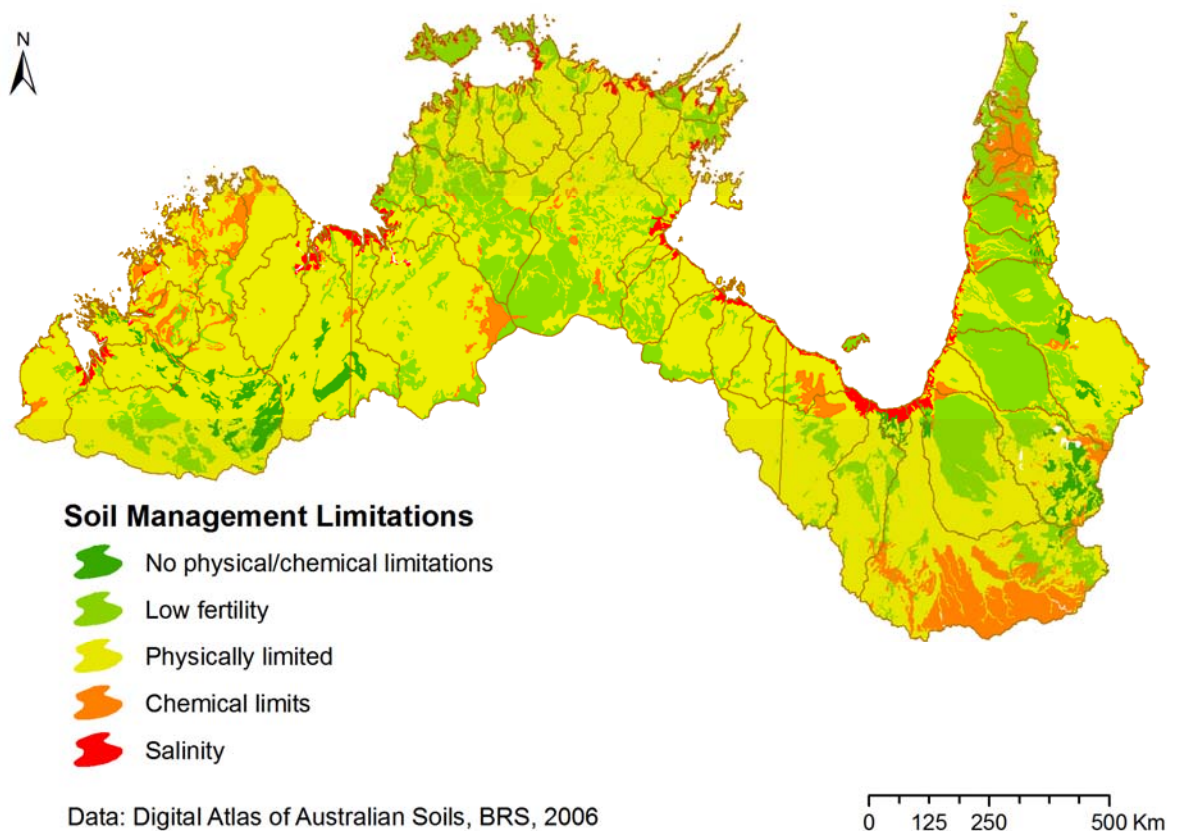 N
Soil Management Limitations
No physical/chemical limitations
Low fertility
Physically limited
Chemical limits
Salinity
Data: Digital Atlas of Australian Soils, BRS, 2006
0 125 250 500 Km